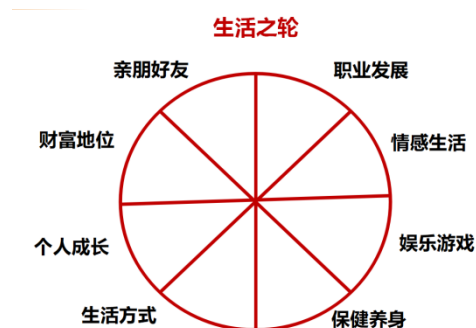 生活之轮
亲朋好友
职业发展
财富地位
情感生活
个人成长
娱乐游戏
生活方式
保健养身